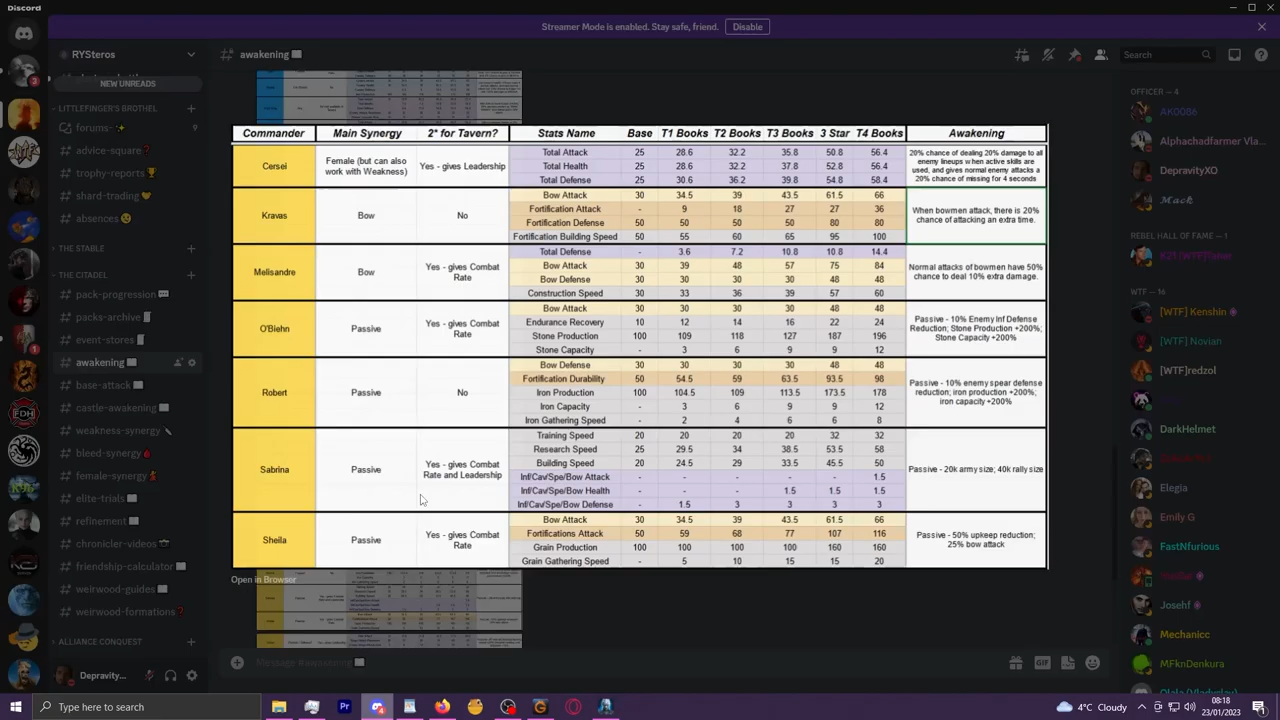 Discord
Streamer Mode is enabled. Stay safe, friend. Disable
RYSteros
# awakening
Search
NEW UNREADS
LITTLEFINGER'S BROTHEL
forums-
advice-square
shard-trading
absences
THE STABLE
THE CITADEL
pack-progression
packs-archive
event-stores
awakening
base-attack
castle-awakening
weakness-synergy
female-synergy
elite-trials
refinement
chronicler-videos
friendship-calculator
weirwood-guides
weirwood-formations
ALLIANCE CONQUEST
Commander Main Synergy 2* for Tavern? Stats Name Base T1 Books T2 Books T3 Books 3 Star T4 Books Awakening
Cersei
Female (but can also
work with Weakness)
Yes - gives Leadership
Total Attack 25 28.6 32.2 35.8 50.8 56.4
Total Health 25 28.6 32.2 37.8 52.8 56.4
Total Defense 25 30.6 36.2 39.8 54.8 58.4
20% chance of dealing 20% damage to all
enemy lineups when active skills are
used, and gives normal enemy attacks a
20% chance of missing for 4 seconds
Kravas Bow No
Bow Attack 30 34.5 39 43.5 61.5 66
Fortification Attack - 9 18 27 27 36
Fortification Defense 50 50 50 50 80 80
Fortification Building Speed 50 55 60 65 95 100
When bowmen attack, there is 20%
chance of attacking an extra time.
Melisandre Bow
Yes - gives Combat
Rate
Total Defense - 3.6 7.2 10.8 10.8 14.4
Bow Attack 30 39 48 57 75 84
Bow Defense 30 30 30 30 48 48
Construction Speed 30 33 36 39 57 60
Normal attacks of bowmen have 50%
chance to deal 10% extra damage.
O'Biehn Passive
Yes - gives Combat
Rate
Bow Attack 30 30 30 30 48 48
Endurance Recovery 10 12 14 16 22 24
Stone Production 100 109 118 127 187 196
Stone Capacity - 3 6 9 9 12
Passive - 10% Enemy Inf Defense
Reduction; Stone Production +200%;
Stone Capacity +200%
Robert Passive No
Bow Defense 30 30 30 30 48 48
Fortification Durability 50 54.5 59 63.5 93.5 98
Iron Production 100 104.5 109 113.5 173.5 178
Iron Capacity - 3 6 9 9 12
Iron Gathering Speed - 2 4 6 6 8
Passive - 10% enemy spear defense
reduction; iron production +200%;
iron capacity +200%
Sabrina Passive
Yes - gives Combat
Rate and Leadership
Training Speed 20 20 20 20 32 32
Research Speed 25 29.5 34 38.5 53.5 58
Building Speed 20 24.5 29 33.5 45.5 50
Inf/Cav/Spe/Bow Attack - - - - - 1.5
Inf/Cav/Spe/Bow Health - - - 1.5 1.5 1.5
Inf/Cav/Spe/Bow Defense - 1.5 3 3 3 3
Passive - 20k army size; 40k rally size
Sheila Passive
Yes - gives Combat
Rate
Bow Attack 30 34.5 39 43.5 61.5 66
Fortifications Attack 50 59 68 77 107 116
Grain Production 100 100 100 100 160 160
Grain Gathering Speed - 5 10 15 15 20
Passive - 50% upkeep reduction;
25% bow attack
Open in Browser
Message #awakening
GIF
OFFICER — 4
AK0086
Alphachadfarmer Vla...
DepravityXO
Mack
REBEL HALL OF FAME — 1
WTF — 16
[WTF] Kenshin
[WTF] Novian
[WTF]redzol
DarkHelmet
Elegia
Emily G
FastNfurious
Josehf
Mechanicc
MFknDenkura
Olala (Vladyslav)
Depravity...
Type here to search
4°C Cloudy
08:18
23/01/2023